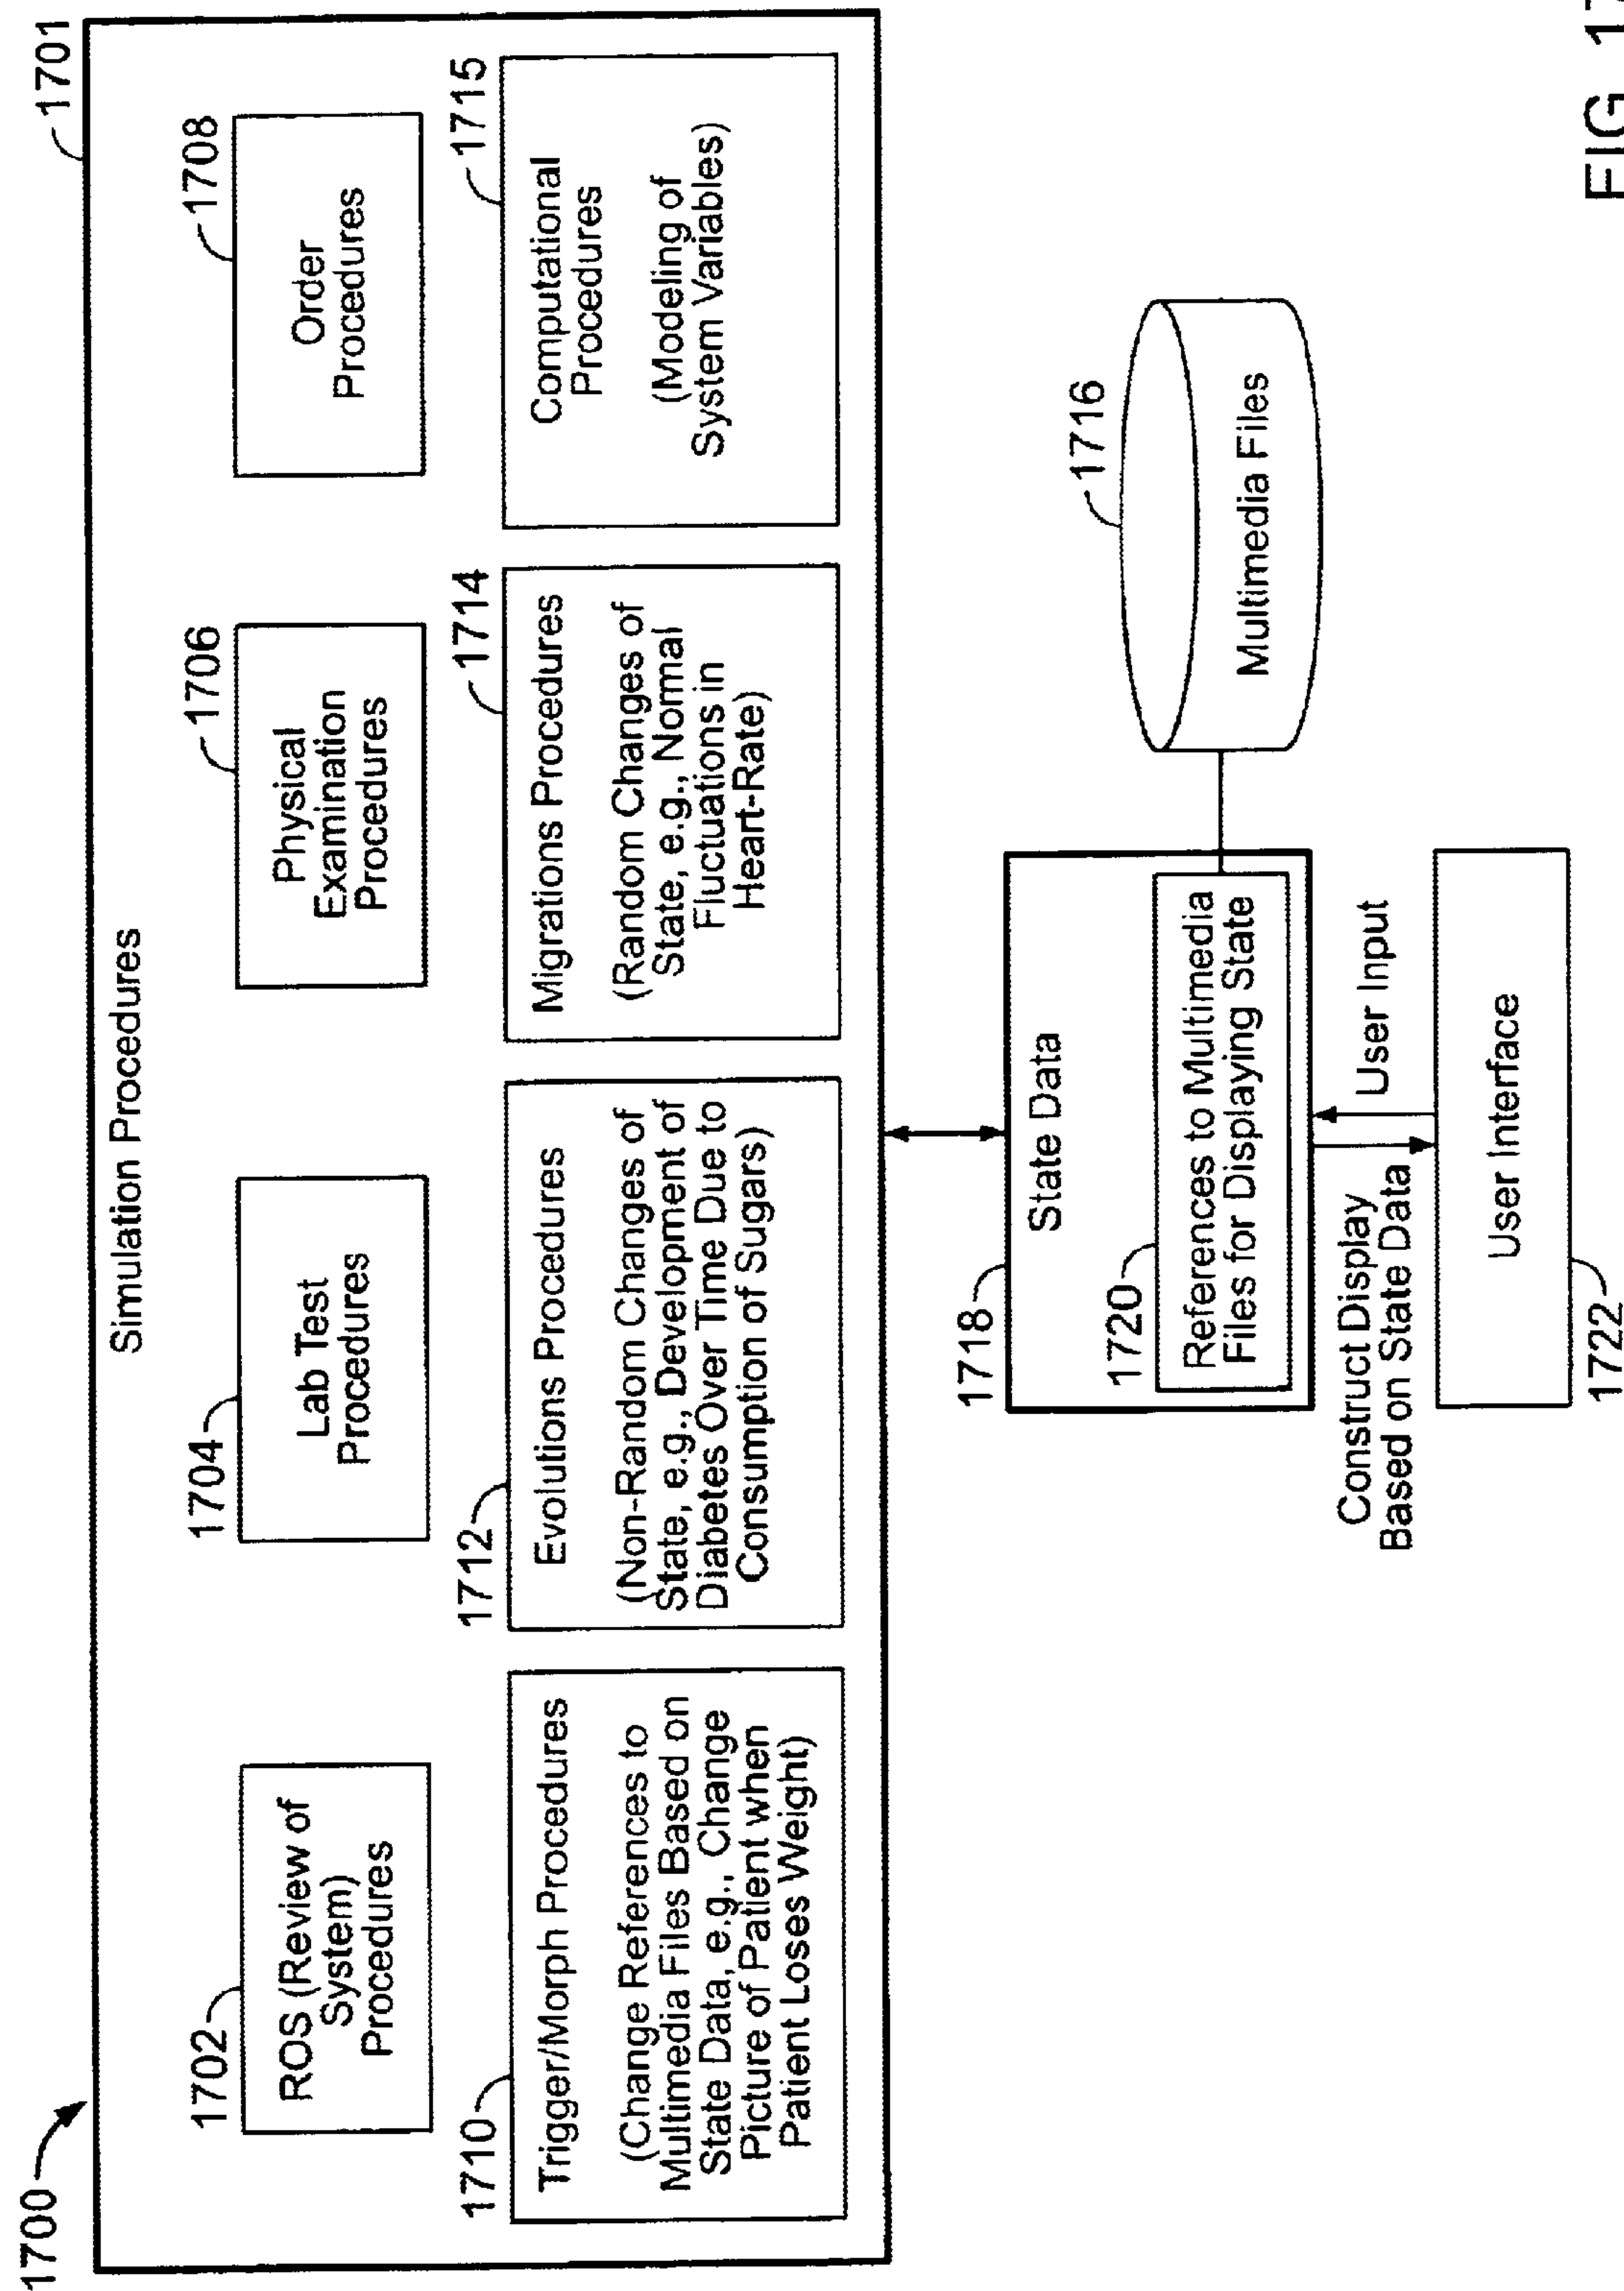 1700
1701
Simulation Procedures
1702
ROS (Review of
System)
Procedures
1704
Lab Test
Procedures
1706
Physical
Examination
Procedures
1708
Order
Procedures
1710
Trigger/Morph Procedures
(Change References to
Multimedia Files Based on
State Data, e.g., Change
Picture of Patient when
Patient Loses Weight)
1712
Evolutions Procedures
(Non-Random Changes of
State, e.g., Development of
Diabetes Over Time Due to
Consumption of Sugars)
1714
Migrations Procedures
(Random Changes of
State, e.g., Normal
Fluctuations in
Heart-Rate)
1715
Computational
Procedures
(Modeling of
System Variables)
1718
State Data
1720
References to Multimedia
Files for Displaying State
1716
Multimedia Files
Construct Display
Based on State Data
User Input
User Interface
1722
FIG 17